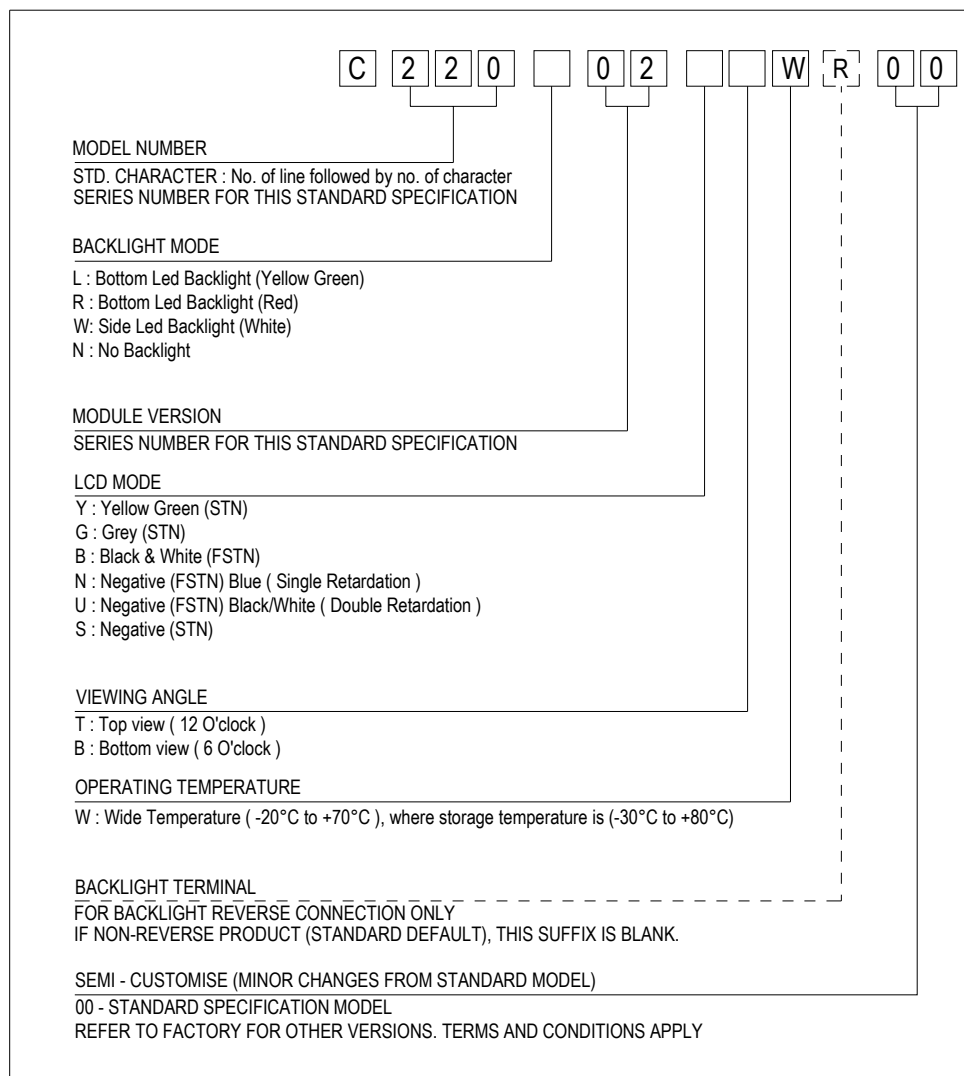 C 2 2 0 0 2 W R 0 0
MODEL NUMBER
STD. CHARACTER : No. of line followed by no. of character
SERIES NUMBER FOR THIS STANDARD SPECIFICATION
BACKLIGHT MODE
L : Bottom Led Backlight (Yellow Green)
R : Bottom Led Backlight (Red)
W: Side Led Backlight (White)
N : No Backlight
MODULE VERSION
SERIES NUMBER FOR THIS STANDARD SPECIFICATION
LCD MODE
Y : Yellow Green (STN)
G : Grey (STN)
B : Black & White (FSTN)
N : Negative (FSTN) Blue ( Single Retardation )
U : Negative (FSTN) Black/White ( Double Retardation )
S : Negative (STN)
VIEWING ANGLE
T : Top view ( 12 O'clock )
B : Bottom view ( 6 O'clock )
OPERATING TEMPERATURE
W : Wide Temperature ( -20°C to +70°C ), where storage temperature is (-30°C to +80°C)
BACKLIGHT TERMINAL
FOR BACKLIGHT REVERSE CONNECTION ONLY
IF NON-REVERSE PRODUCT (STANDARD DEFAULT), THIS SUFFIX IS BLANK.
SEMI - CUSTOMISE (MINOR CHANGES FROM STANDARD MODEL)
00 - STANDARD SPECIFICATION MODEL
REFER TO FACTORY FOR OTHER VERSIONS. TERMS AND CONDITIONS APPLY